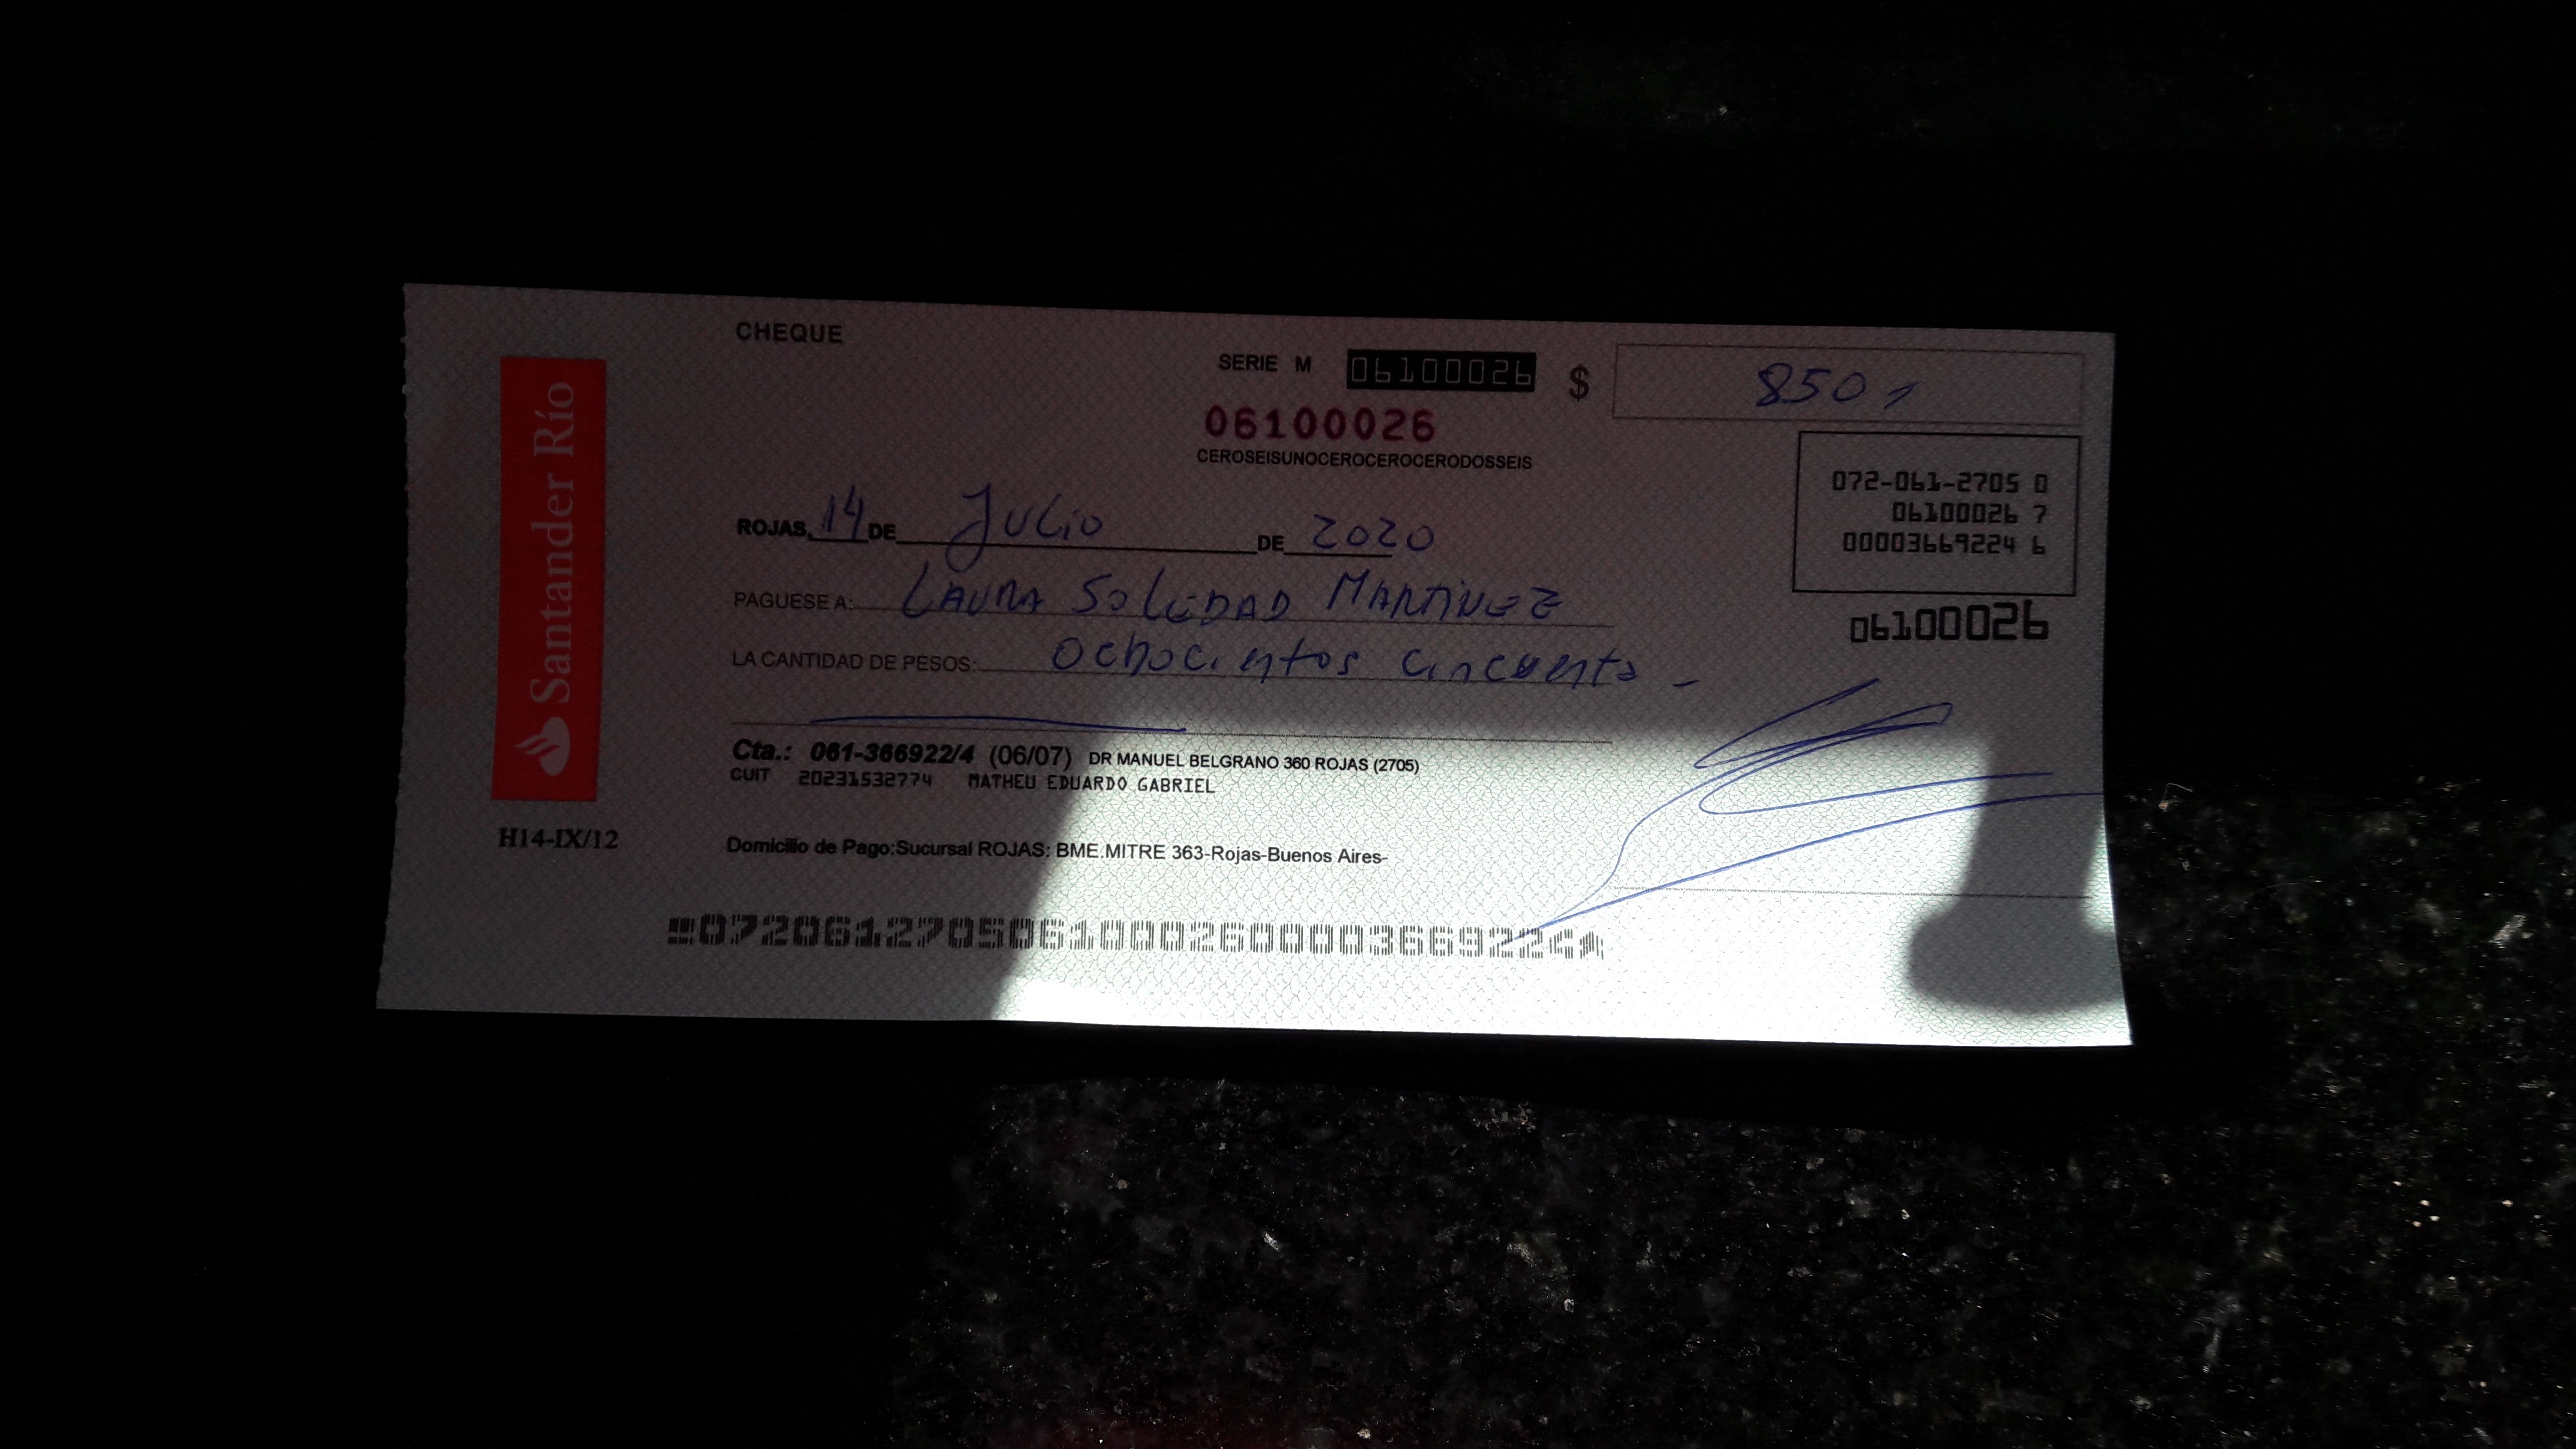 CHEQUE
SERIE M 06100026 $ 850,-
06100026
CEROSEISUNOCEROCEROCERODOSSEIS
072-061-2705 0
06100026 7
00003669224 6
06100026
ROJAS, 14 DE Julio DE 2020
PAGUESE A: LAURA SOLEDAD MARTINEZ
LA CANTIDAD DE PESOS: Ochocientos cincuenta -
Santander Río
Cta.: 061-366922/4 (06/07) DR MANUEL BELGRANO 360 ROJAS (2705)
CUIT 20231532774 MATHEU EDUARDO GABRIEL
H14-IX/12
Domicilio de Pago:Sucursal ROJAS: BME.MITRE 363-Rojas-Buenos Aires-
07206127050610002600003669224